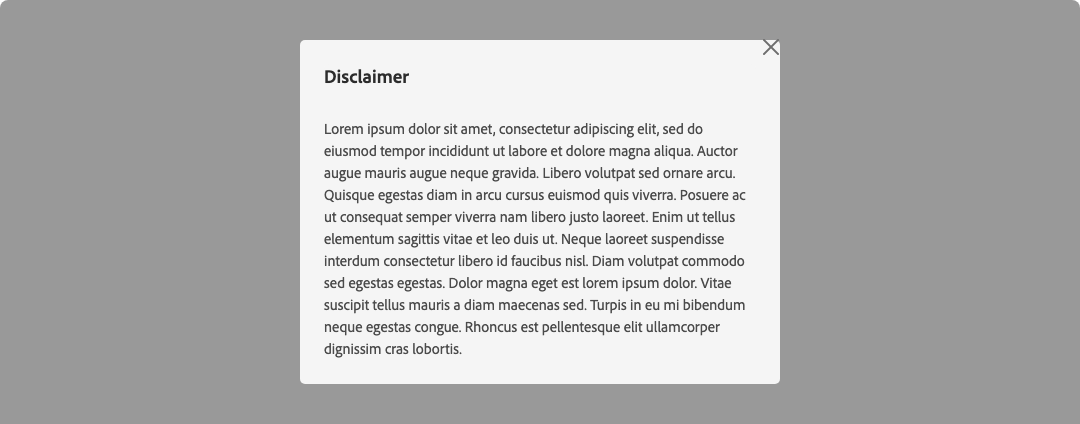 Disclaimer
Lorem ipsum dolor sit amet, consectetur adipiscing elit, sed do
eiusmod tempor incididunt ut labore et dolore magna aliqua. Auctor
augue mauris augue neque gravida. Libero volutpat sed ornare arcu.
Quisque egestas diam in arcu cursus euismod quis viverra. Posuere ac
ut consequat semper viverra nam libero justo laoreet. Enim ut tellus
elementum sagittis vitae et leo duis ut. Neque laoreet suspendisse
interdum consectetur libero id faucibus nisl. Diam volutpat commodo
sed egestas egestas. Dolor magna eget est lorem ipsum dolor. Vitae
suscipit tellus mauris a diam maecenas sed. Turpis in eu mi bibendum
neque egestas congue. Rhoncus est pellentesque elit ullamcorper
dignissim cras lobortis.